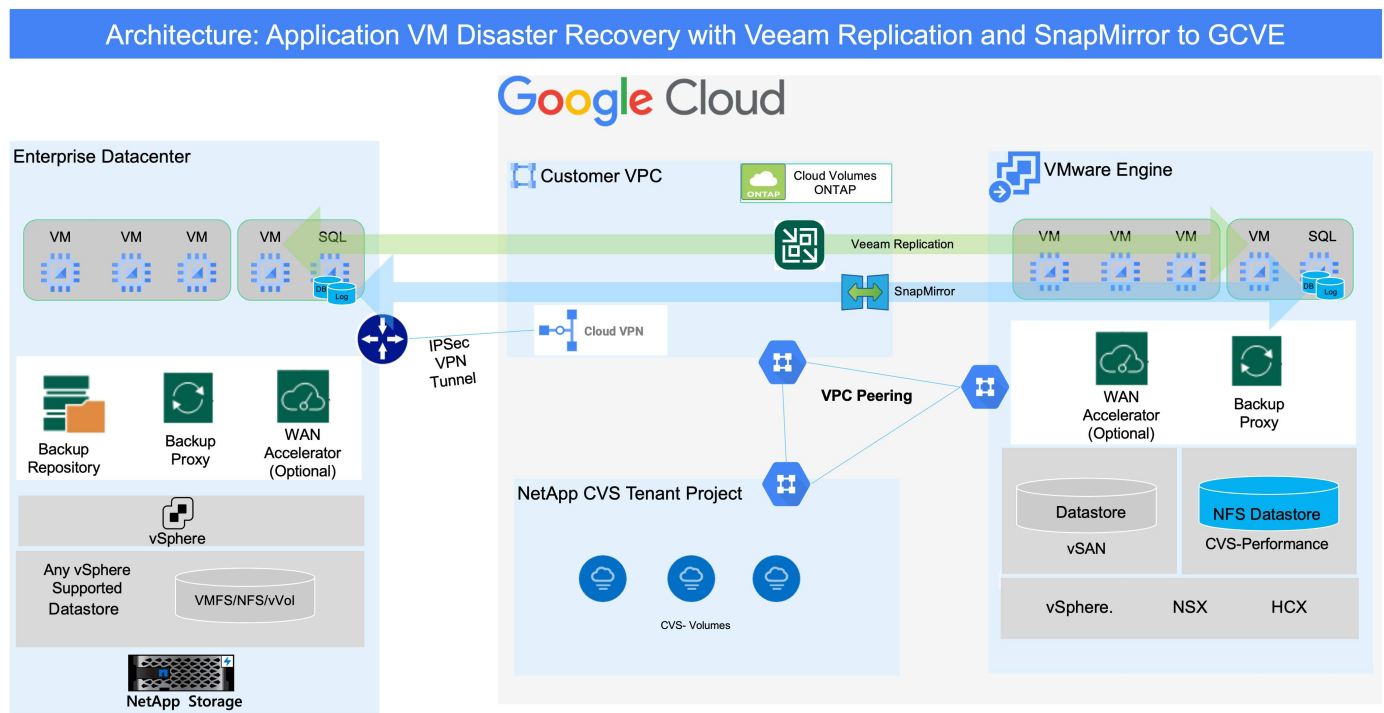 Architecture: Application VM Disaster Recovery with Veeam Replication and SnapMirror to GCVE
Google Cloud
Enterprise Datacenter
VM
VM
VM
VM
SQL
DB
Log
IPSec
VPN
Tunnel
Backup
Repository
Backup
Proxy
WAN
Accelerator
(Optional)
vSphere
Any vSphere
Supported
Datastore
VMFS/NFS/vVol
NetApp Storage
Customer VPC
ONTAP
Cloud Volumes
ONTAP
Veeam Replication
SnapMirror
Cloud VPN
VPC Peering
NetApp CVS Tenant Project
CVS- Volumes
VMware Engine
VM
VM
VM
VM
SQL
DB
Log
WAN
Accelerator
(Optional)
Backup
Proxy
Datastore
vSAN
NFS Datastore
CVS-Performance
vSphere.
NSX
HCX